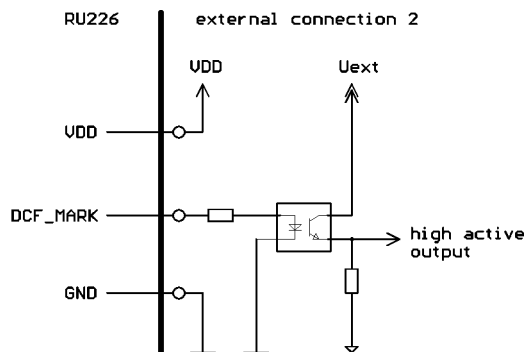 RU226
external connection 2
VDD
Uext
VDD
DCF_MARK
high active
output
GND